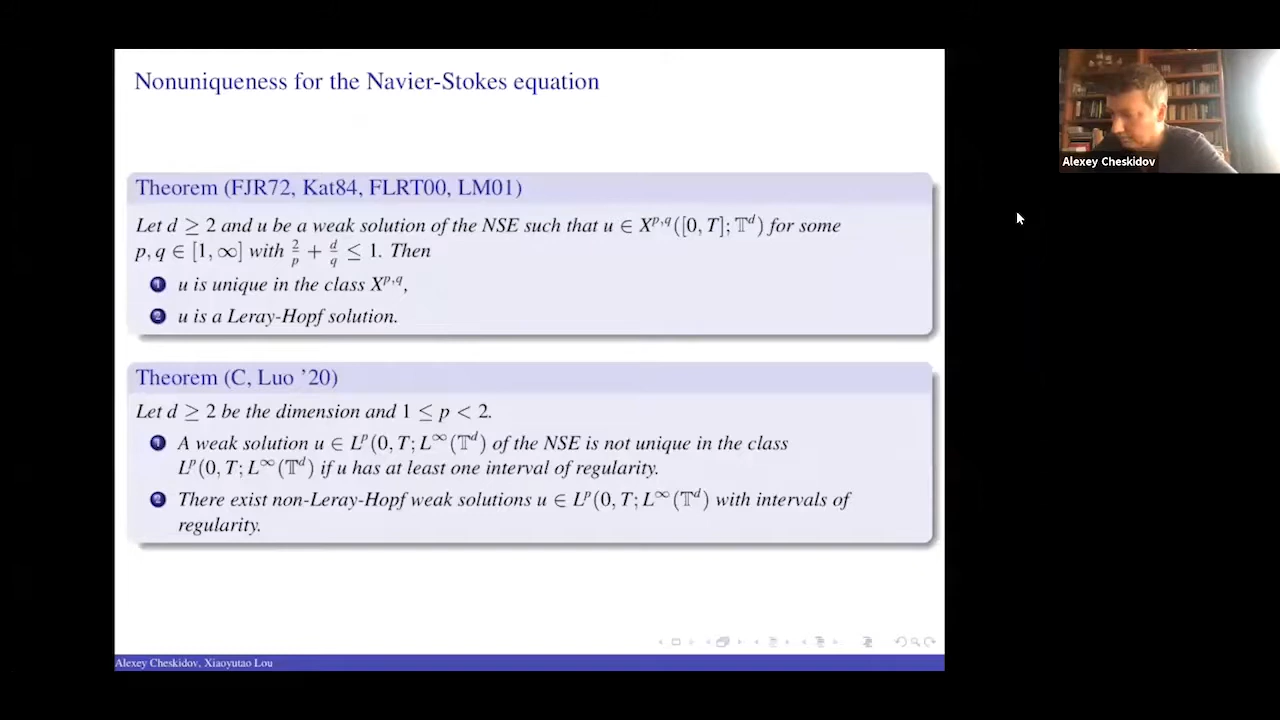 Nonuniqueness for the Navier-Stokes equation
Theorem (FJR72, Kat84, FLRT00, LM01)
Let d ≥ 2 and u be a weak solution of the NSE such that u ∈ X^{p,q}([0, T]; 𝕋^d) for some
p, q ∈ [1, ∞] with 2/p + d/q ≤ 1. Then
1 u is unique in the class X^{p,q},
2 u is a Leray-Hopf solution.
Theorem (C, Luo '20)
Let d ≥ 2 be the dimension and 1 ≤ p < 2.
1 A weak solution u ∈ L^p(0, T; L^∞(𝕋^d) of the NSE is not unique in the class
L^p(0, T; L^∞(𝕋^d) if u has at least one interval of regularity.
2 There exist non-Leray-Hopf weak solutions u ∈ L^p(0, T; L^∞(𝕋^d) with intervals of
regularity.
Alexey Cheskidov, Xiaoyutao Lou
Alexey Cheskidov